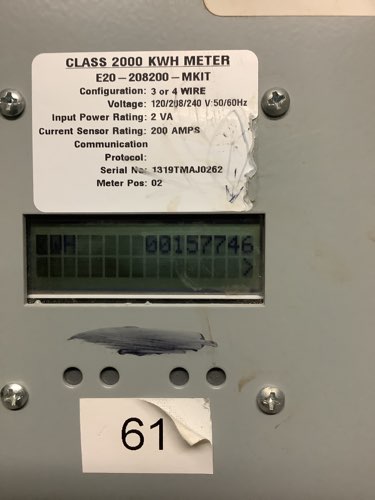 CLASS 2000 KWH METER
E20-208200-MKIT
Configuration: 3 or 4 WIRE
Voltage: 120/208/240 V 50/60Hz
Input Power Rating: 2 VA
Current Sensor Rating: 200 AMPS
Communication
Protocol:
Serial No: 1319TMAJ0262
Meter Pos: 02
KWH 00157746
>
61